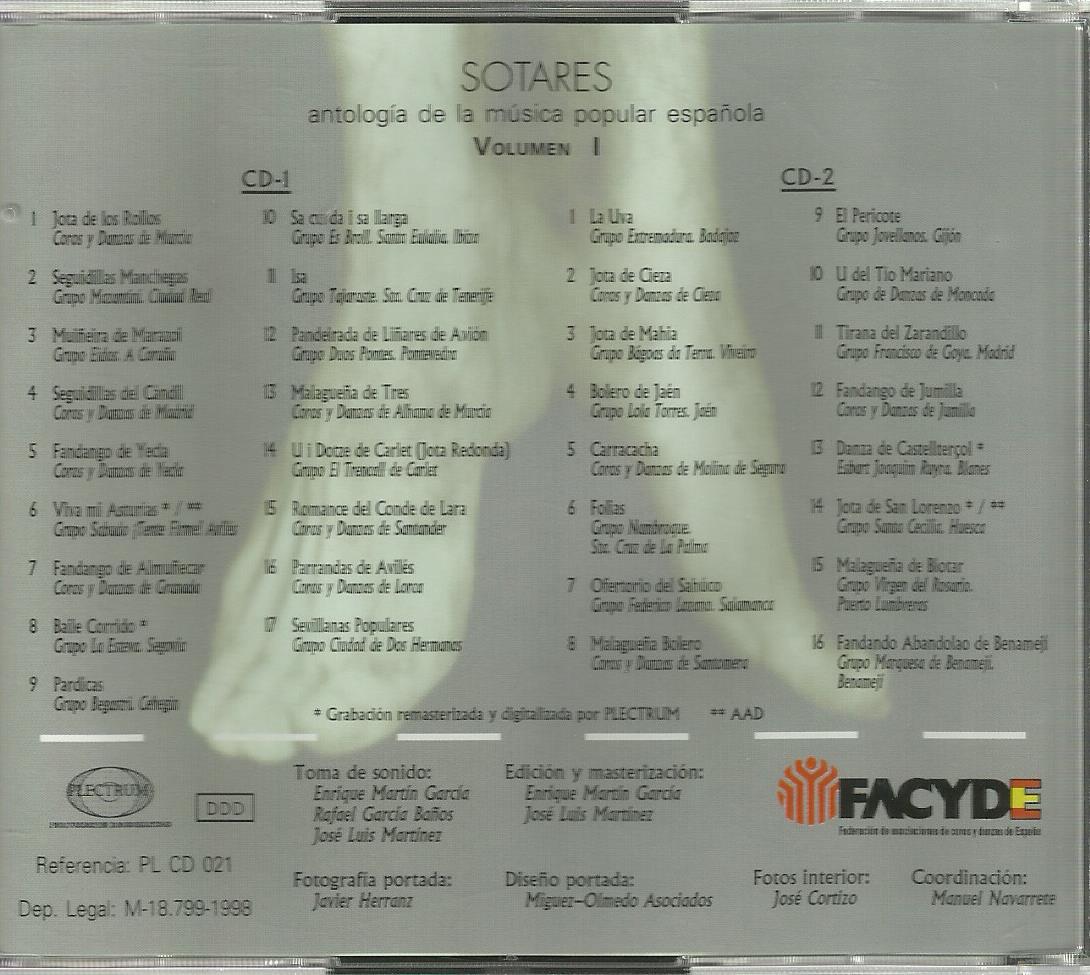 SOTARES
antología de la música popular española
VOLUMEN I
CD-1
1 Jota de los Rollos
Coros y Danzas de Murcia
2 Seguidillas Manchegas
Grupo Mazantini. Ciudad Real
3 Muiñeira de
Grupo Eidos. A Coruña
4 Seguidillas del Candil
Coros y Danzas de Madrid
5 Fandango de Yecla
Coros y Danzas de Yecla
6 Viva mi Asturias * / **
Grupo Sabugo ¡Tente Firme! Avilés
7 Fandango de Almuñecar
Coros y Danzas de Granada
8 Baile Corrido *
Grupo La Esteva. Segovia
9 Pardicas
Grupo Begastri. Cehegín
10 Sa i sa llarga
Grupo Es Broll. Santa Eulalia. Ibiza
11 Isa
Grupo Tajaraste. Sta. Cruz de Tenerife
12 Pandeirada de Liñares de Avión
Grupo Duos Pontes. Pontevedra
13 Malagueña de Tres
Coros y Danzas de Alhama de Murcia
14 U i Dotze de Carlet (Jota Redonda)
Grupo El Trencall de Carlet
15 Romance del Conde de Lara
Coros y Danzas de Santander
16 Parrandas de Avilés
Coros y Danzas de Lorca
17 Sevillanas Populares
Grupo Ciudad de Dos Hermanas
CD-2
1 La Uva
Grupo Extremadura. Badajoz
2 Jota de Cieza
Coros y Danzas de Cieza
3 Jota de Mahia
Grupo Bágoas da Terra. Viveiro
4 Bolero de Jaén
Grupo Lola Torres. Jaén
5 Carracacha
Coros y Danzas de Molina de Segura
6 Folías
Grupo Nambroque.
Sta. Cruz de La Palma
7 Ofertorio del Sahúco
Grupo Federico Lozano. Salamanca
8 Malagueña Bolero
Coros y Danzas de Santomera
9 El Pericote
Grupo Jovellanos. Gijón
10 U del Tio Mariano
Grupo de Danzas de Moncada
11 Tirana del Zarandillo
Grupo Francisco de Goya. Madrid
12 Fandango de Jumilla
Coros y Danzas de Jumilla
13 Danza de Castellterçol *
Esbart Joaquim Ruyra. Blanes
14 Jota de San Lorenzo * / **
Grupo Santa Cecilia. Huesca
15 Malagueña de
Grupo Virgen del Rosario.
Puerto Lumbreras
16 Fandando Abandolao de Benamejí
Grupo Marquesa de Benamejí.
Benamejí
* Grabación remasterizada y digitalizada por PLECTRUM ** AAD
PLECTRUM
DDD
Referencia: PL CD 021
Dep. Legal: M-18.799-1998
Toma de sonido:
Enrique Martín García
Rafael García Baños
José Luis Martínez
Edición y masterización:
Enrique Martín García
José Luis Martínez
FACYDE
Federación de asociaciones de coros y danzas de España
Fotografía portada:
Javier Herranz
Diseño portada:
Miguez-Olmedo Asociados
Fotos interior:
José Cortizo
Coordinación:
Manuel Navarrete